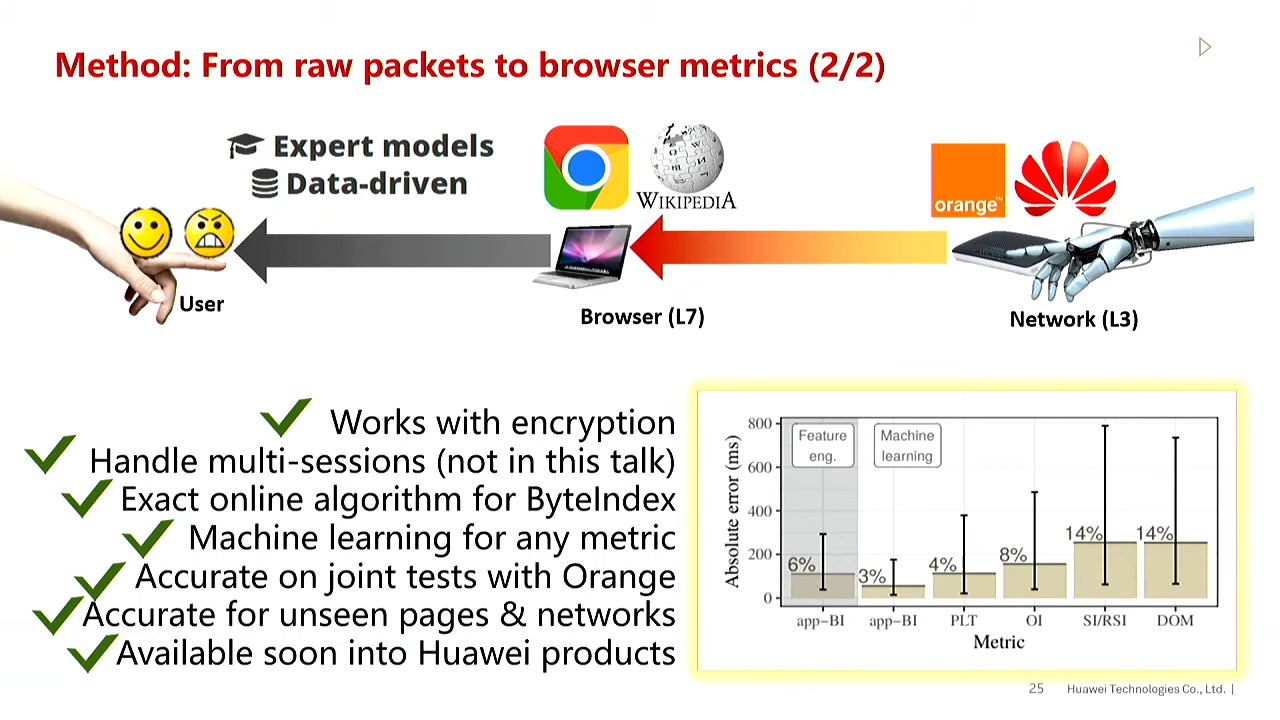 Method: From raw packets to browser metrics (2/2)
Expert models
Data-driven
WIKIPEDIA
orange™
User
Browser (L7)
Network (L3)
Works with encryption
Handle multi-sessions (not in this talk)
Exact online algorithm for ByteIndex
Machine learning for any metric
Accurate on joint tests with Orange
Accurate for unseen pages & networks
Available soon into Huawei products
Absolute error (ms)
800
600
400
200
0
Feature
eng.
Machine
learning
6%
3%
4%
8%
14%
14%
app-BI
app-BI
PLT
OI
SI/RSI
DOM
Metric
25
Huawei Technologies Co., Ltd. |